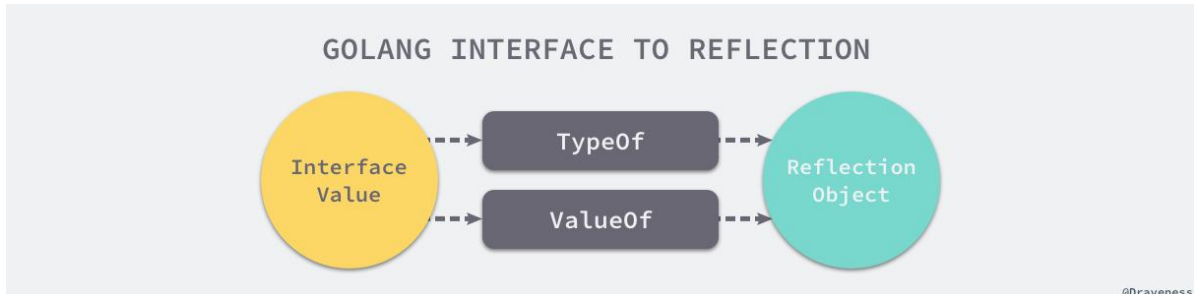 GOLANG INTERFACE TO REFLECTION
Interface
Value
TypeOf
ValueOf
Reflection
Object
@Draveness